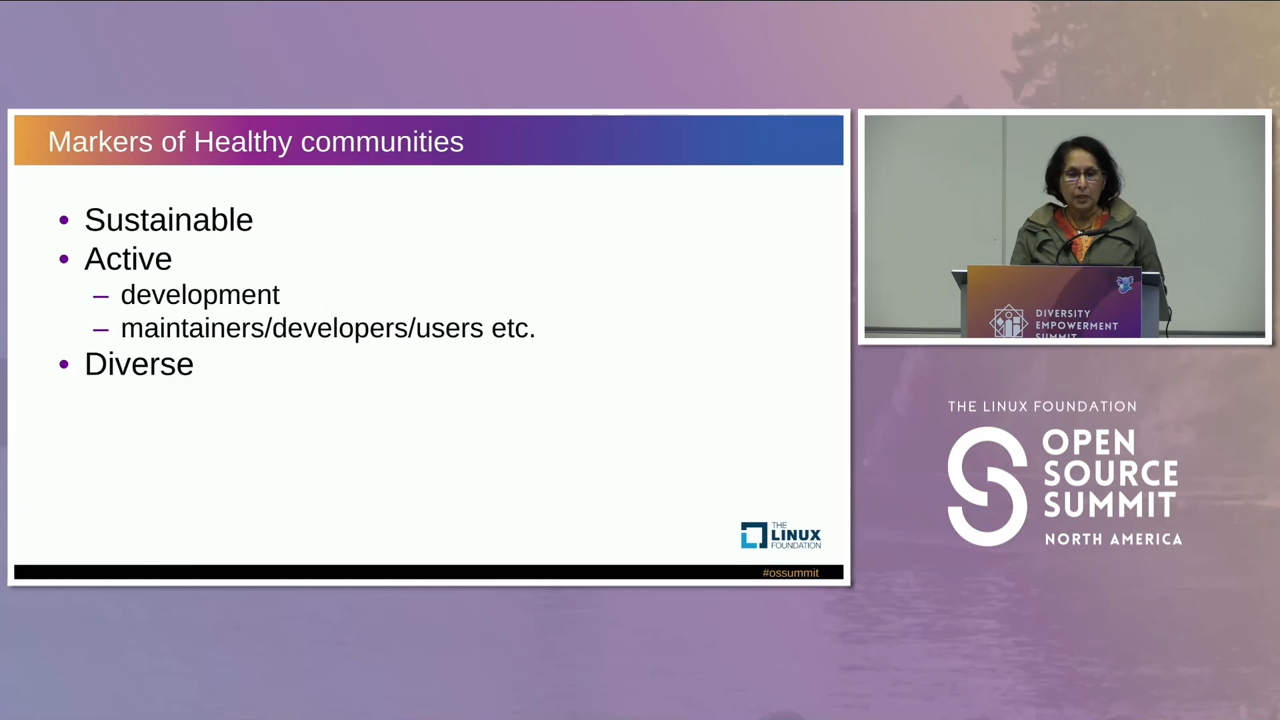 Markers of Healthy communities
• Sustainable
• Active
– development
– maintainers/developers/users etc.
• Diverse
THE
LINUX
FOUNDATION
#ossummit
DIVERSITY
EMPOWERMENT
SUMMIT
THE LINUX FOUNDATION
OPEN
SOURCE
SUMMIT
NORTH AMERICA